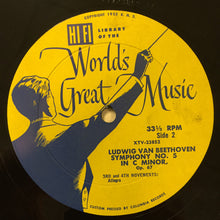 COPYRIGHT 1955 K. R. S.
HI FI
LIBRARY
OF THE
World's
Great Music
33⅓ RPM
Side 2
XTV-23853
LUDWIG VAN BEETHOVEN
SYMPHONY NO. 5
IN C MINOR,
Op. 67
3RD and 4TH MOVEMENTS:
Allegro
CUSTOM PRESSED BY COLUMBIA RECORDS